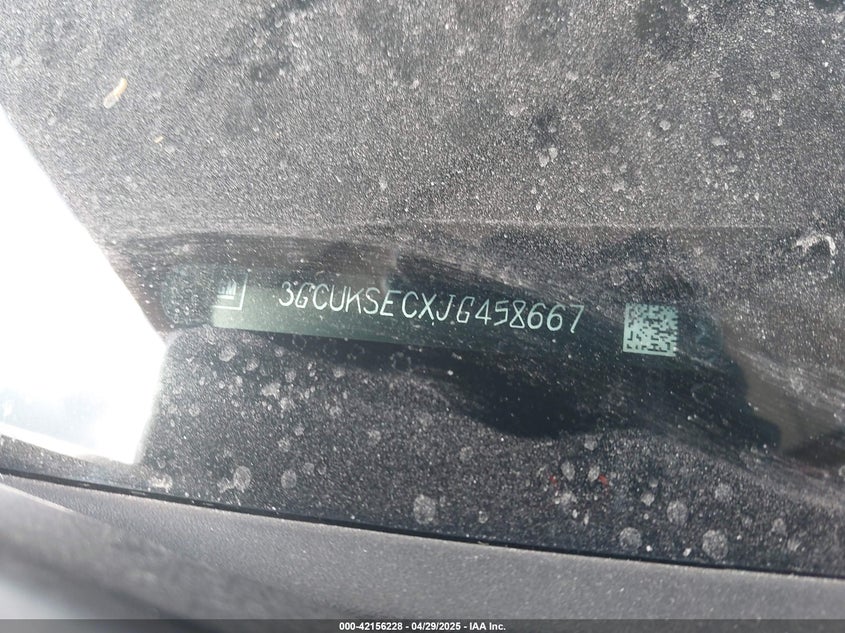 3GCUKSECXJG458667
000-42156228 | 04/29/2025 - IAA Inc.